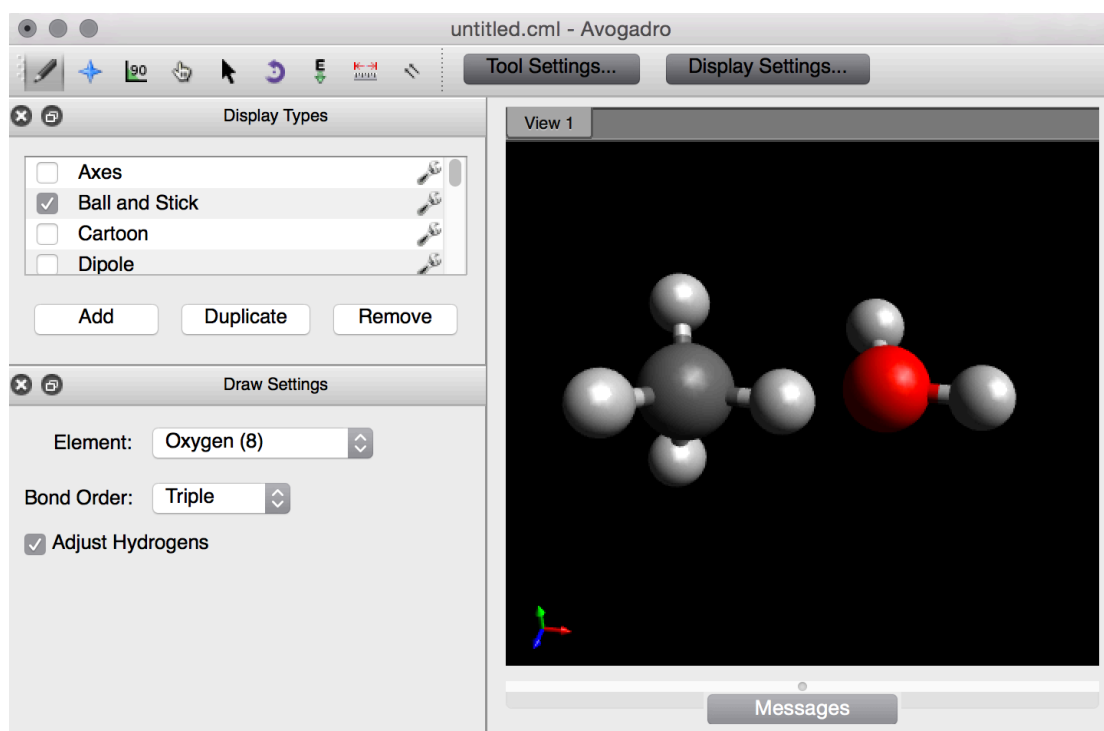 untitled.cml - Avogadro
90
E
Tool Settings...
Display Settings...
Display Types
Axes
Ball and Stick
Cartoon
Dipole
Add
Duplicate
Remove
Draw Settings
Element:
Oxygen (8)
Bond Order:
Triple
Adjust Hydrogens
View 1
Messages